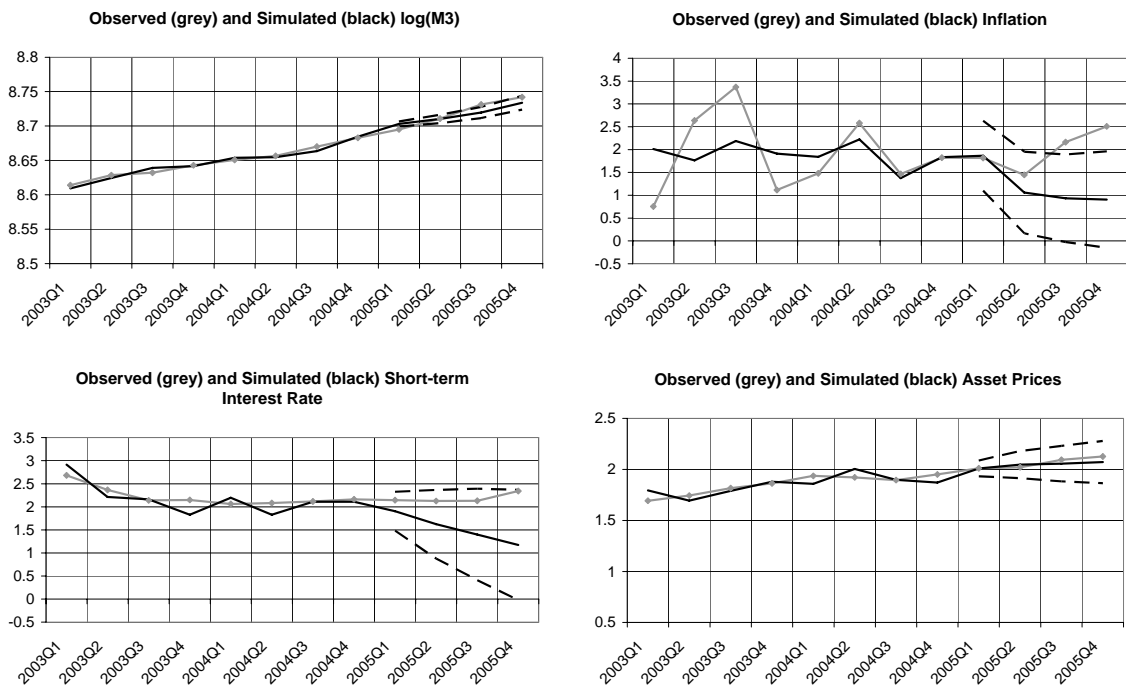 Observed (grey) and Simulated (black) log(M3)
8.8
8.75
8.7
8.65
8.6
8.55
8.5
2003Q1
2003Q2
2003Q3
2003Q4
2004Q1
2004Q2
2004Q3
2004Q4
2005Q1
2005Q2
2005Q3
2005Q4
Observed (grey) and Simulated (black) Inflation
4
3.5
3
2.5
2
1.5
1
0.5
0
-0.5
2003Q1
2003Q2
2003Q3
2003Q4
2004Q1
2004Q2
2004Q3
2004Q4
2005Q1
2005Q2
2005Q3
2005Q4
Observed (grey) and Simulated (black) Short-term
Interest Rate
3.5
3
2.5
2
1.5
1
0.5
0
-0.5
2003Q1
2003Q2
2003Q3
2003Q4
2004Q1
2004Q2
2004Q3
2004Q4
2005Q1
2005Q2
2005Q3
2005Q4
Observed (grey) and Simulated (black) Asset Prices
2.5
2
1.5
1
0.5
2003Q1
2003Q2
2003Q3
2003Q4
2004Q1
2004Q2
2004Q3
2004Q4
2005Q1
2005Q2
2005Q3
2005Q4